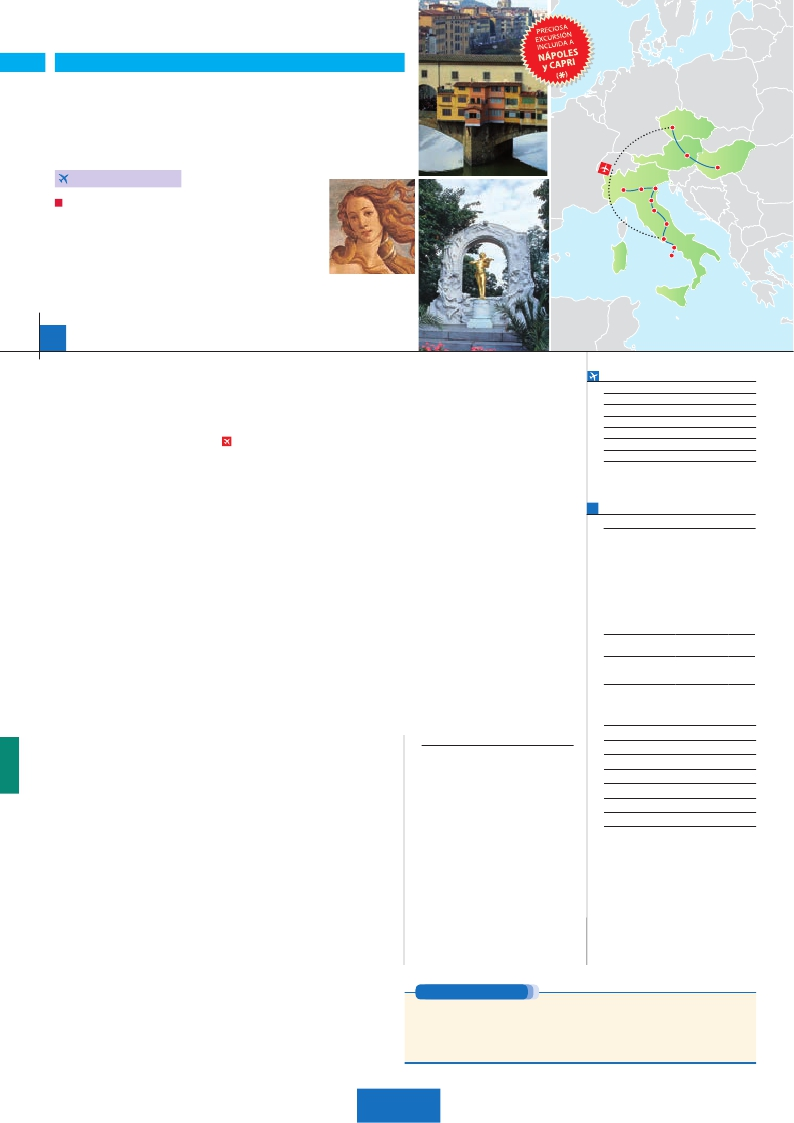 PRECIOSA
EXCURSIÓN
INCLUIDA A
NÁPOLES
y CAPRI
(*)